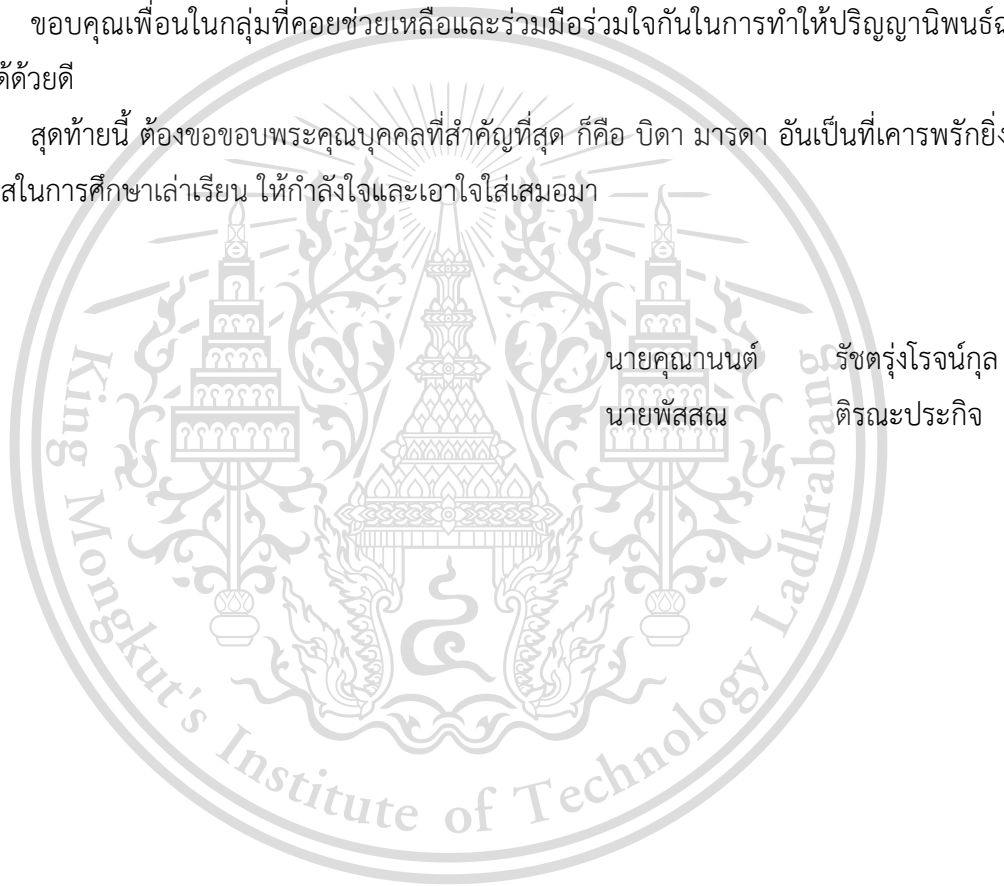 ขอบคุณเพื่อนในกลุ่มที่คอยช่วยเหลือและร่วมมือร่วมใจกันในการทำให้ปริญญานิพนธ์
ด้ด้วยดี
สุดท้ายนี้ ต้องขอขอบพระคุณบุคคลที่สำคัญที่สุด ก็คือ บิดา มารดา อันเป็นที่เคารพรักยิ่ง
สในการศึกษาเล่าเรียน ให้กำลังใจและเอาใจใส่เสมอมา
นายคุณานนต์ รัชตรุ่งโรจน์กุล
นายพัสสณ ติรณะประกิจ
King Mongkut's Institute of Technology Ladkrabang